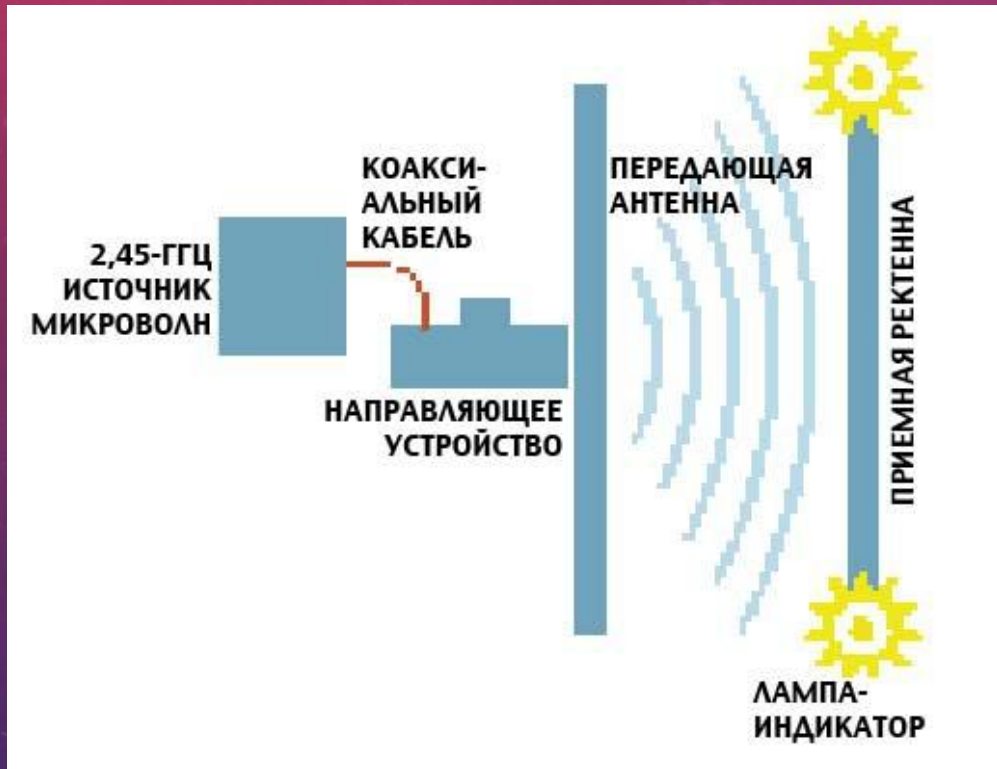 КОАКСИ-
АЛЬНЫЙ
КАБЕЛЬ
2,45-ГГЦ
ИСТОЧНИК
МИКРОВОЛН
НАПРАВЛЯЮЩЕЕ
УСТРОЙСТВО
ПЕРЕДАЮЩАЯ
АНТЕННА
ПРИЕМНАЯ РЕКТЕННА
ЛАМПА-
ИНДИКАТОР